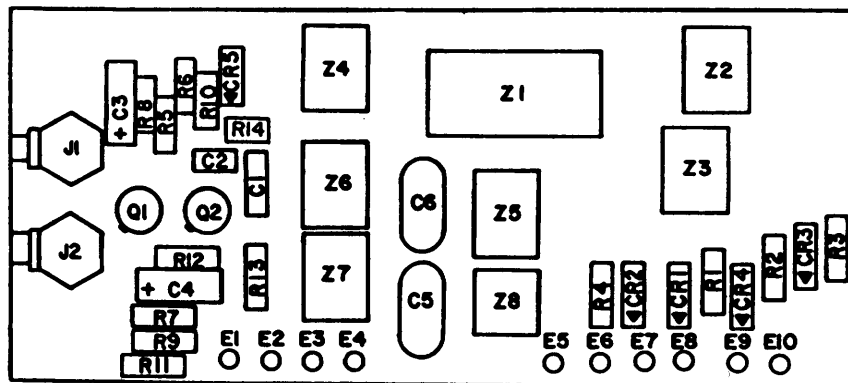 Z4
Z1
Z2
+ C3
R8
R5
R6
R10
CR5
R14
J1
C2
C1
Z6
Z3
C6
Z5
Q1
Q2
J2
R12
+ C4
R13
Z7
C5
Z8
R4
CR2
CR1
R1
CR4
R2
CR3
R3
R7
R9
R11
E1 E2 E3 E4 E5 E6 E7 E8 E9 E10